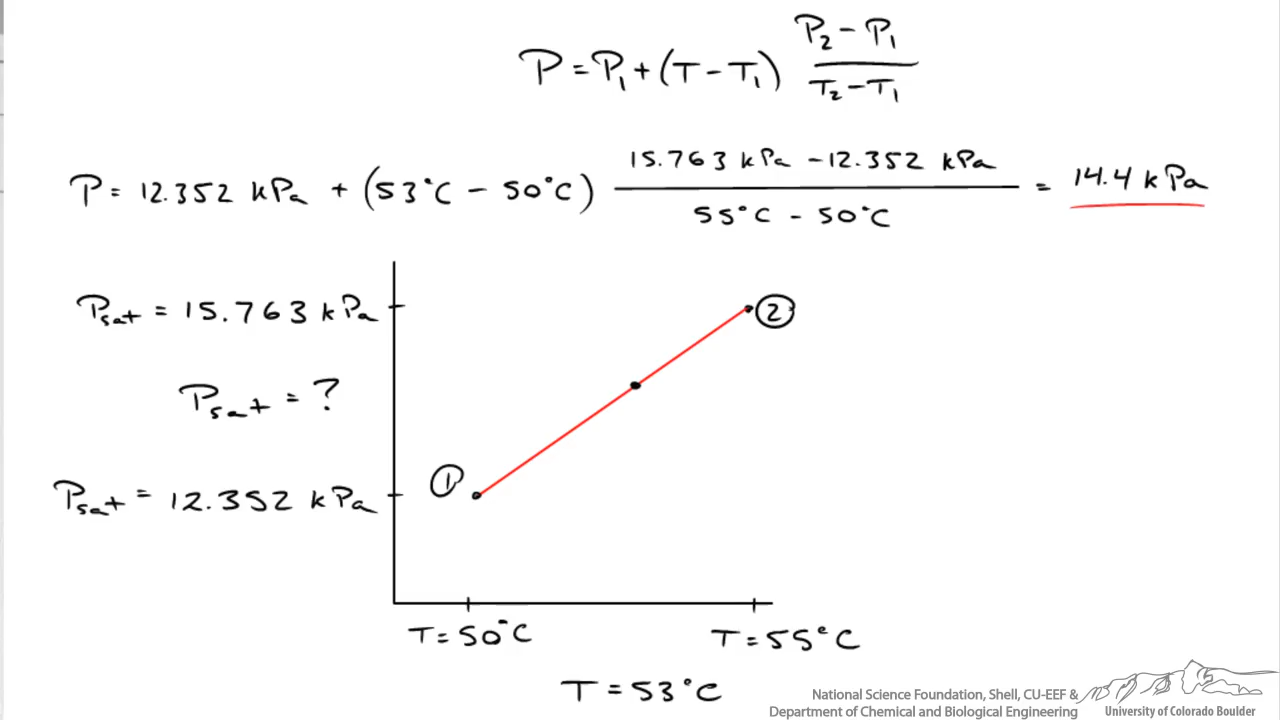 P = P₁ + (T - T₁) (P₂ - P₁)/(T₂ - T₁)
P = 12.352 kPa + (53°C - 50°C) (15.763 kPa - 12.352 kPa)/(55°C - 50°C) = 14.4 kPa
Psat = 15.763 kPa
②
Psat = ?
①
Psat = 12.352 kPa
T = 50°C
T = 55°C
T = 53°C
National Science Foundation, Shell, CU-EEF &
Department of Chemical and Biological Engineering
University of Colorado Boulder